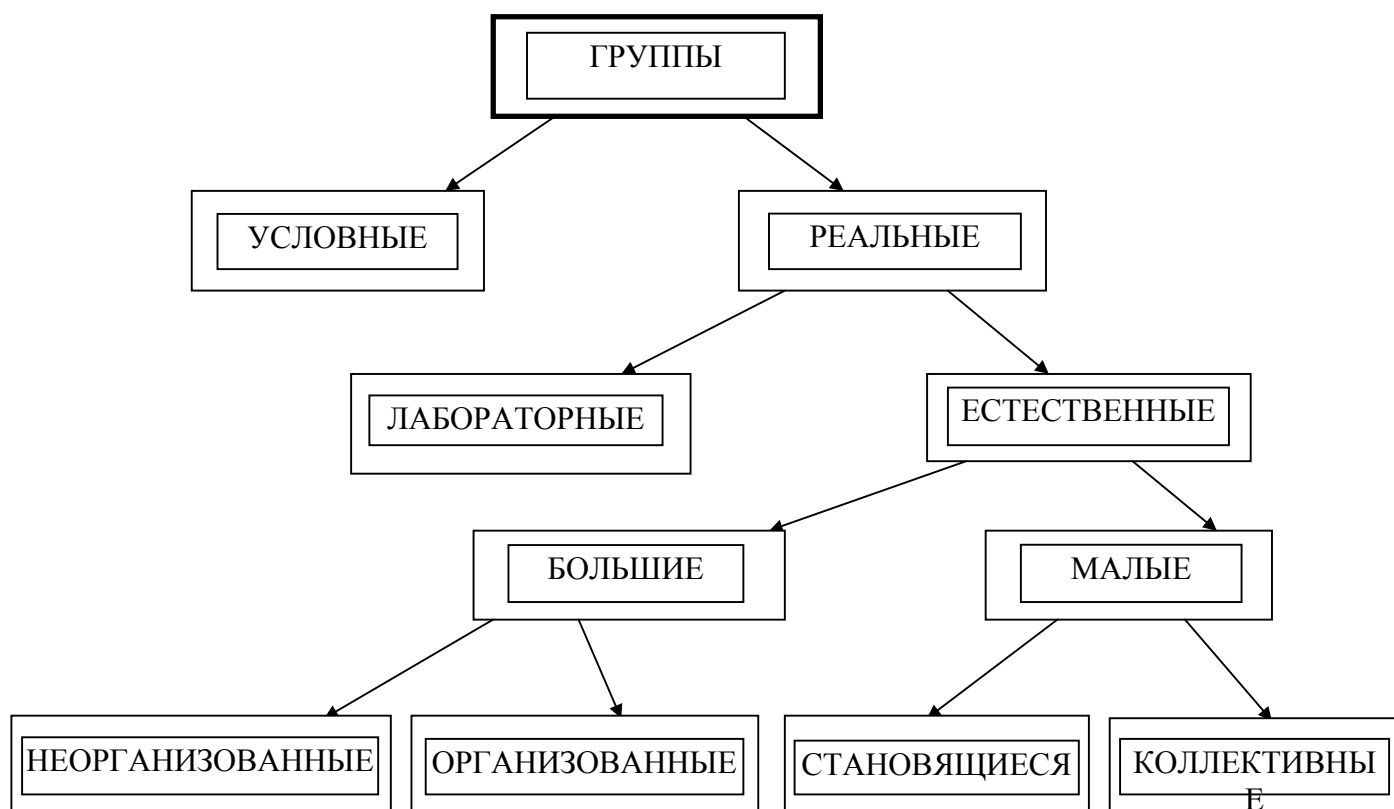 ГРУППЫ
УСЛОВНЫЕ
РЕАЛЬНЫЕ
ЛАБОРАТОРНЫЕ
ЕСТЕСТВЕННЫЕ
БОЛЬШИЕ
МАЛЫЕ
НЕОРГАНИЗОВАННЫЕ
ОРГАНИЗОВАННЫЕ
СТАНОВЯЩИЕСЯ
КОЛЛЕКТИВНЫ
Е